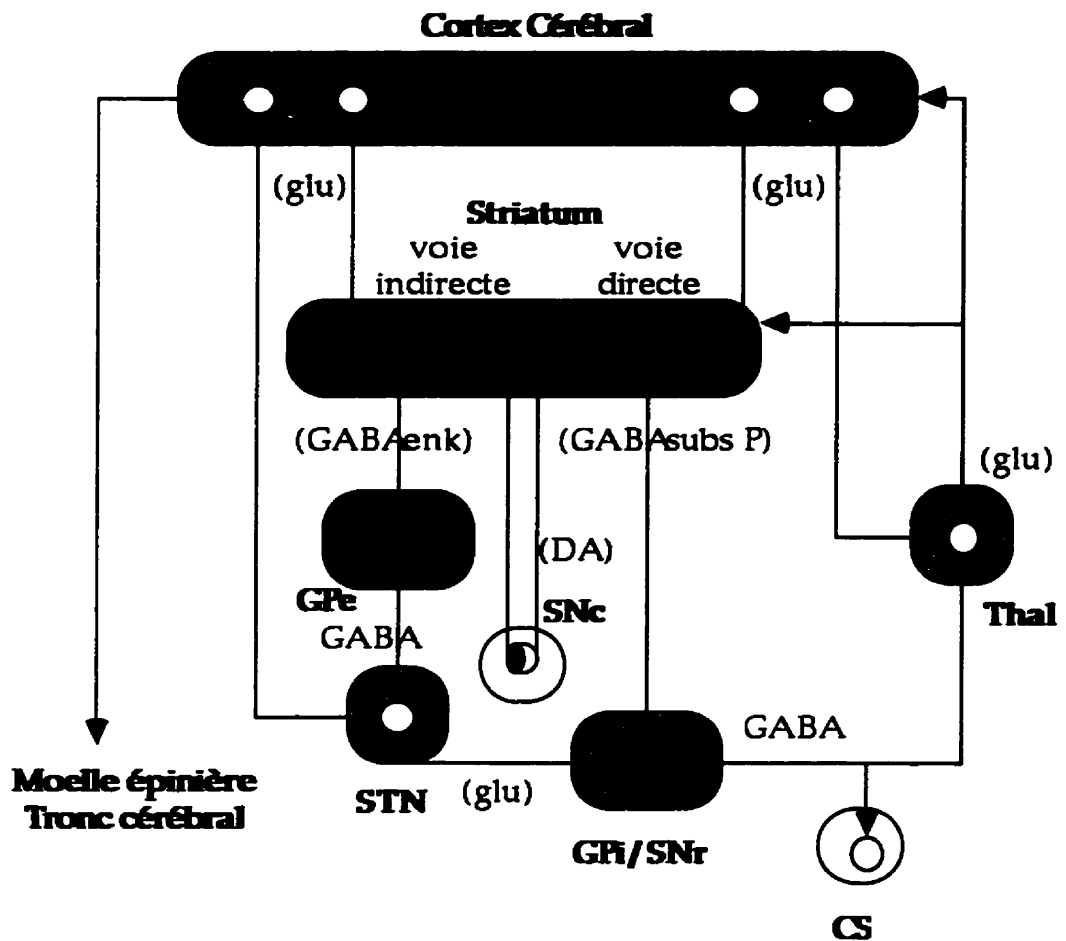 Cortex Cérébral
(glu)
(glu)
Striatum
voie
indirecte
voie
directe
(GABAenk)
(GABAsubs P)
(glu)
(DA)
GPe
SNc
Thal
GABA
GABA
Moelle épinière
Tronc cérébral
STN
(glu)
GPi/SNr
CS